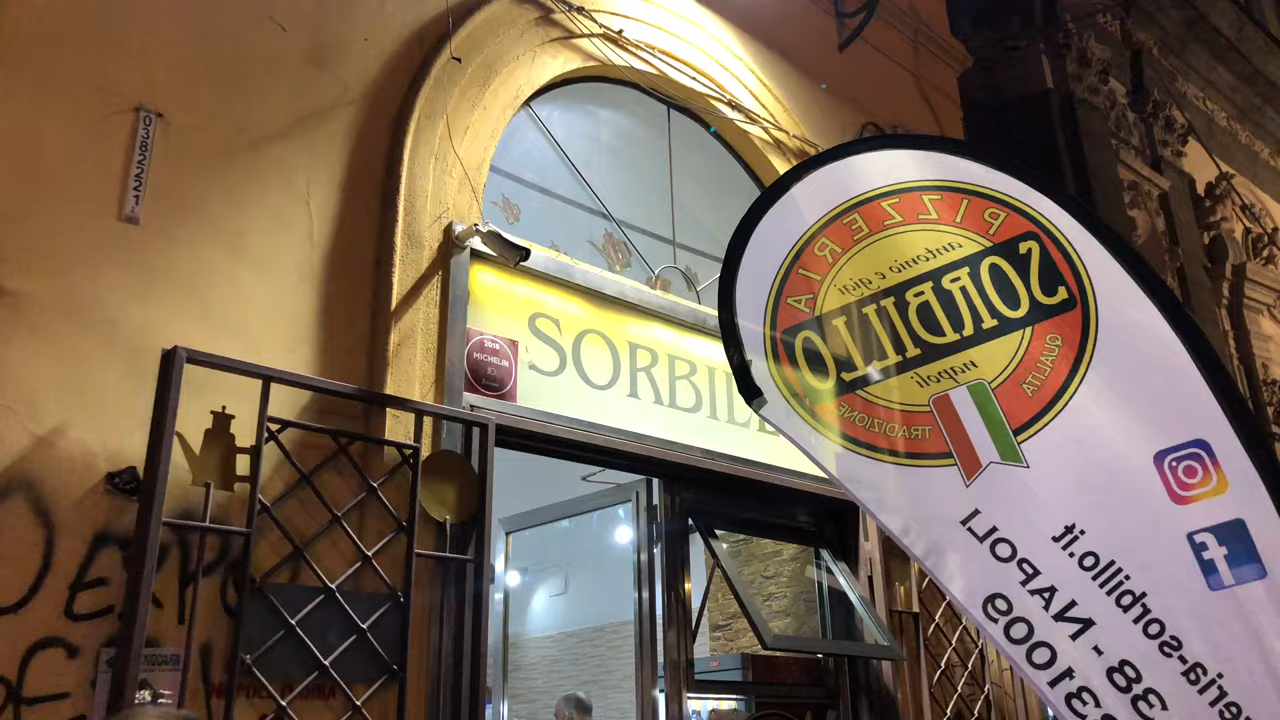 0382221
2018
MICHELIN
SORBILL
PIZZERIA
antonio e gigi
SORBILLO
napoli
TRADIZIONE
QUALITÀ
eria-sorbillo.it
38 - NAPOLI
31009